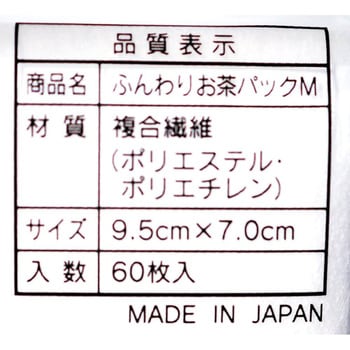 品質表示
商品名 ふんわりお茶パックM
材質 複合繊維
(ポリエステル・
ポリエチレン)
サイズ 9.5cm×7.0cm
入数 60枚入
MADE IN JAPAN